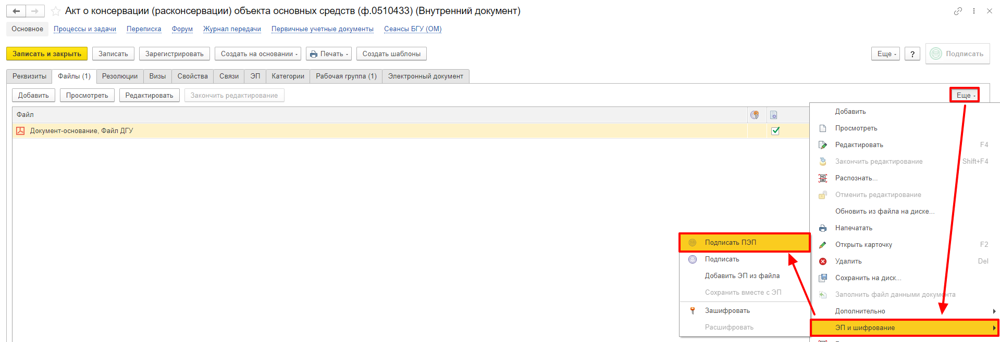 Акт о консервации (расконсервации) объекта основных средств (ф.0510433) (Внутренний документ)
Основное Процессы и задачи Переписка Форум Журнал передачи Первичные учетные документы Сеансы БГУ (ОМ)
Записать и закрыть Записать Зарегистрировать Создать на основании Печать Создать шаблоны Еще ? Подписать
Реквизиты Файлы (1) Резолюции Визы Свойства Связи ЭП Категории Рабочая группа (1) Электронный документ
Добавить Просмотреть Редактировать Закончить редактирование Еще
Файл
Документ-основание, Файл ДГУ
Добавить
Просмотреть
Редактировать F4
Закончить редактирование Shift+F4
Распознать...
Отменить редактирование
Обновить из файла на диске...
Напечатать
Открыть карточку F2
Удалить Del
Сохранить на диск...
Заполнить файл данными документа
Дополнительно
ЭП и шифрование
Подписать ПЭП
Подписать
Добавить ЭП из файла
Сохранить вместе с ЭП
Зашифровать
Расшифровать